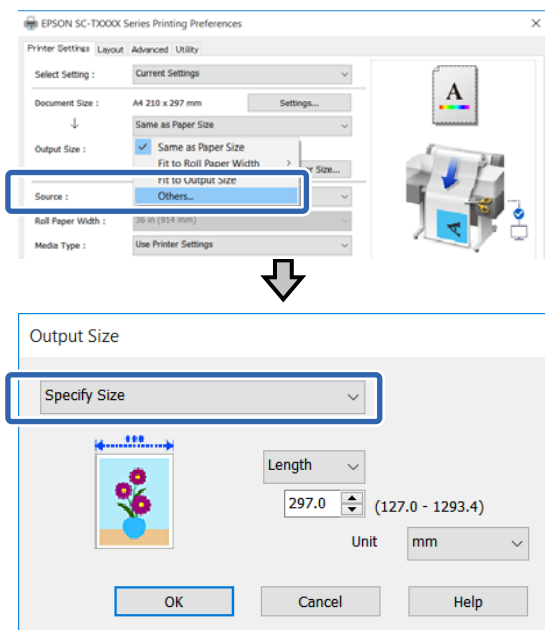 EPSON SC-TXXXX Series Printing Preferences
Printer Settings Layout Advanced Utility
Select Setting : Current Settings
Document Size : A4 210 x 297 mm Settings...
Same as Paper Size
Output Size : Same as Paper Size
Fit to Roll Paper Width
Size...
Fit to Output Size
Source : Others...
Roll Paper Width : 36 in (914 mm)
Media Type : Use Printer Settings
A
A
Output Size
Specify Size
Length
297.0 (127.0 - 1293.4)
Unit mm
OK Cancel Help